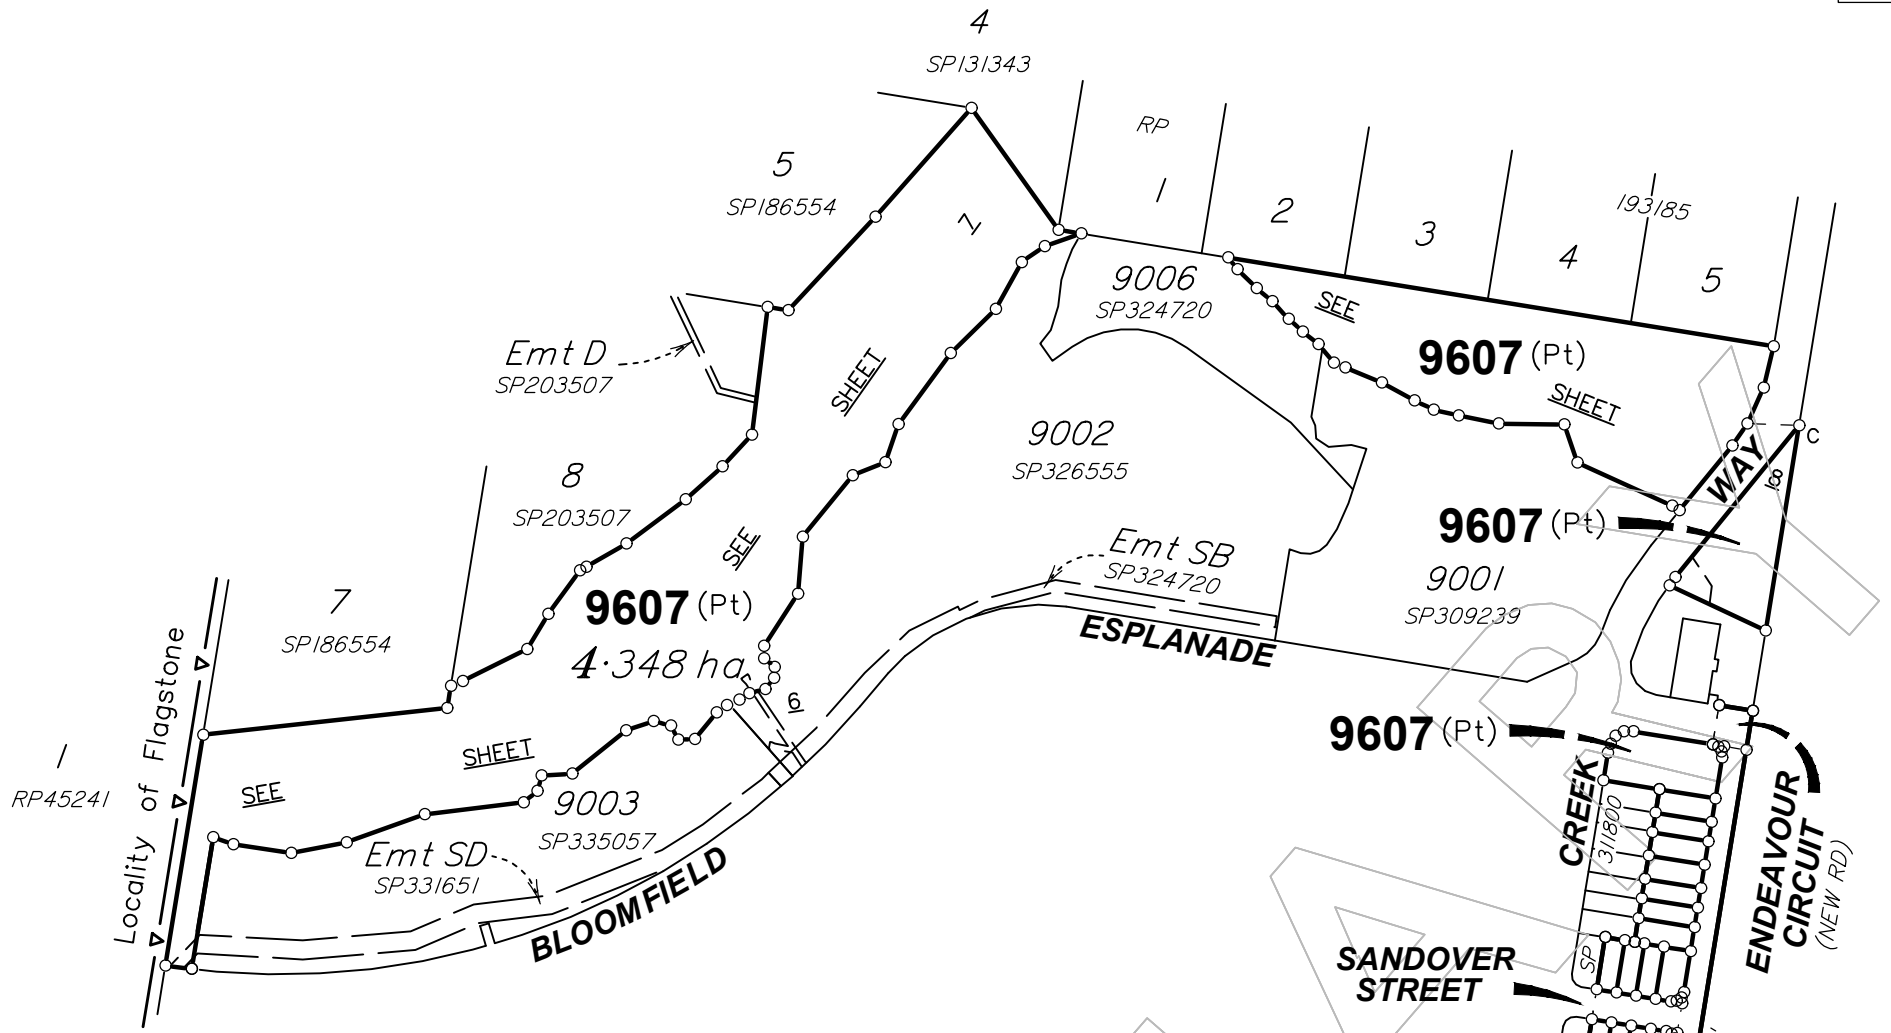 4
SP131343
RP
1
5
SP186554
2
193185
3
4
5
7
9006
SP324720
SEE
9607 (Pt)
Emt D
SP203507
SHEET
SHEET
9002
SP326555
C
WAY
8
8
SP203507
9607 (Pt)
SEE
Emt SB
SP324720
9001
SP309239
7
SP186554
9607 (Pt)
4·348 ha
ESPLANADE
6
7
9607 (Pt)
Locality of Flagstone
1
RP45241
SHEET
SEE
9003
SP335057
Emt SD
SP331651
BLOOMFIELD
CREEK
311800
SP
ENDEAVOUR
CIRCUIT
(NEW RD)
SANDOVER
STREET